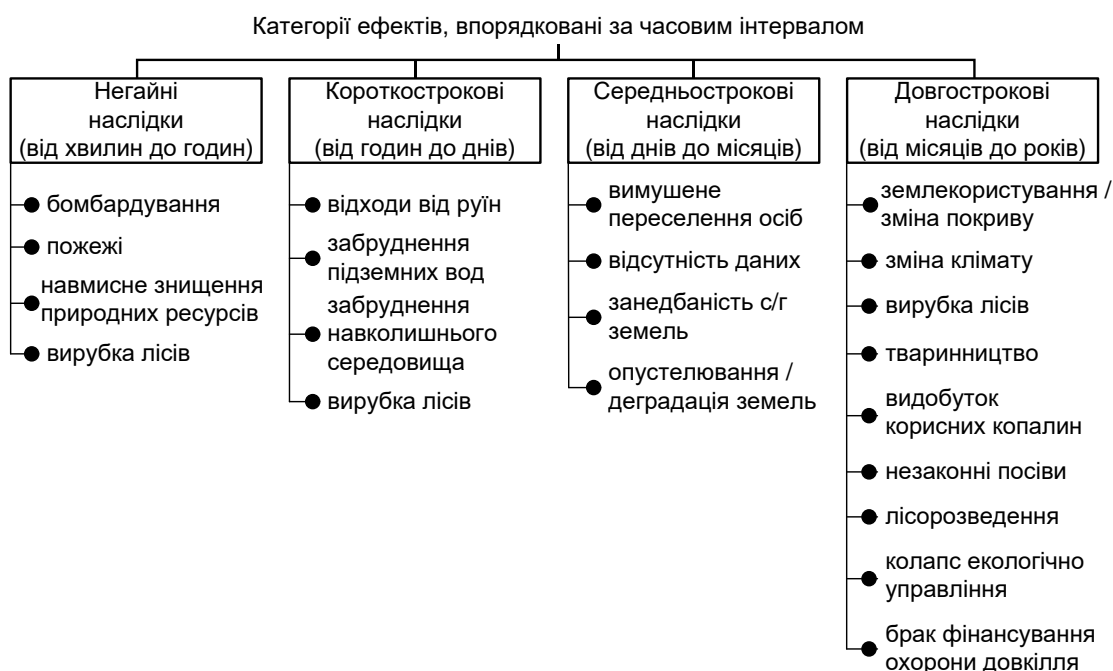 Категорії ефектів, впорядковані за часовим інтервалом
Негайні
наслідки
(від хвилин до годин)
бомбардування
пожежі
навмисне знищення
природних ресурсів
вирубка лісів
Короткострокові
наслідки
(від годин до днів)
відходи від руїн
забруднення
підземних вод
забруднення
навколишнього
середовища
вирубка лісів
Середньострокові
наслідки
(від днів до місяців)
вимушене
переселення осіб
відсутність даних
занедбаність с/г
земель
опустелювання /
деградація земель
Довгострокові
наслідки
(від місяців до років)
землекористування /
зміна покриву
зміна клімату
вирубка лісів
тваринництво
видобуток
корисних копалин
незаконні посіви
лісорозведення
колапс екологічно
управління
брак фінансування
охорони довкілля